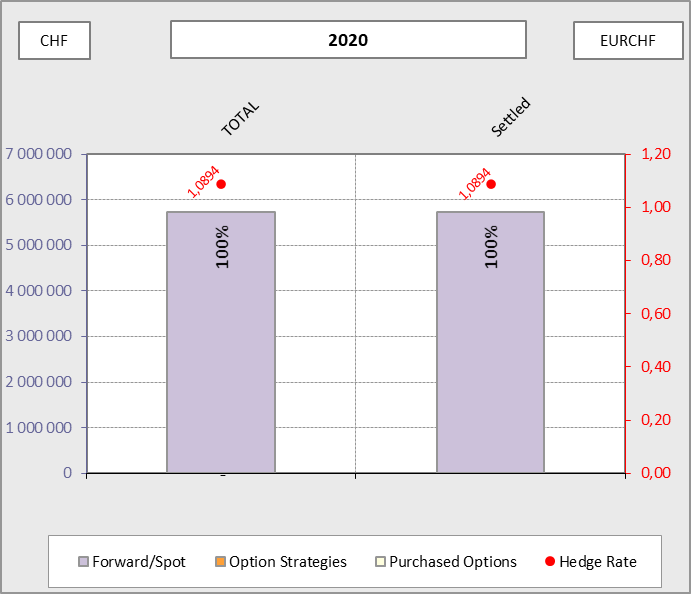 CHF
2020
EURCHF
TOTAL
Settled
7 000 000
6 000 000
5 000 000
4 000 000
3 000 000
2 000 000
1 000 000
0
1,0894
1,0894
100%
100%
-
1,20
1,00
0,80
0,60
0,40
0,20
0,00
Forward/Spot
Option Strategies
Purchased Options
Hedge Rate